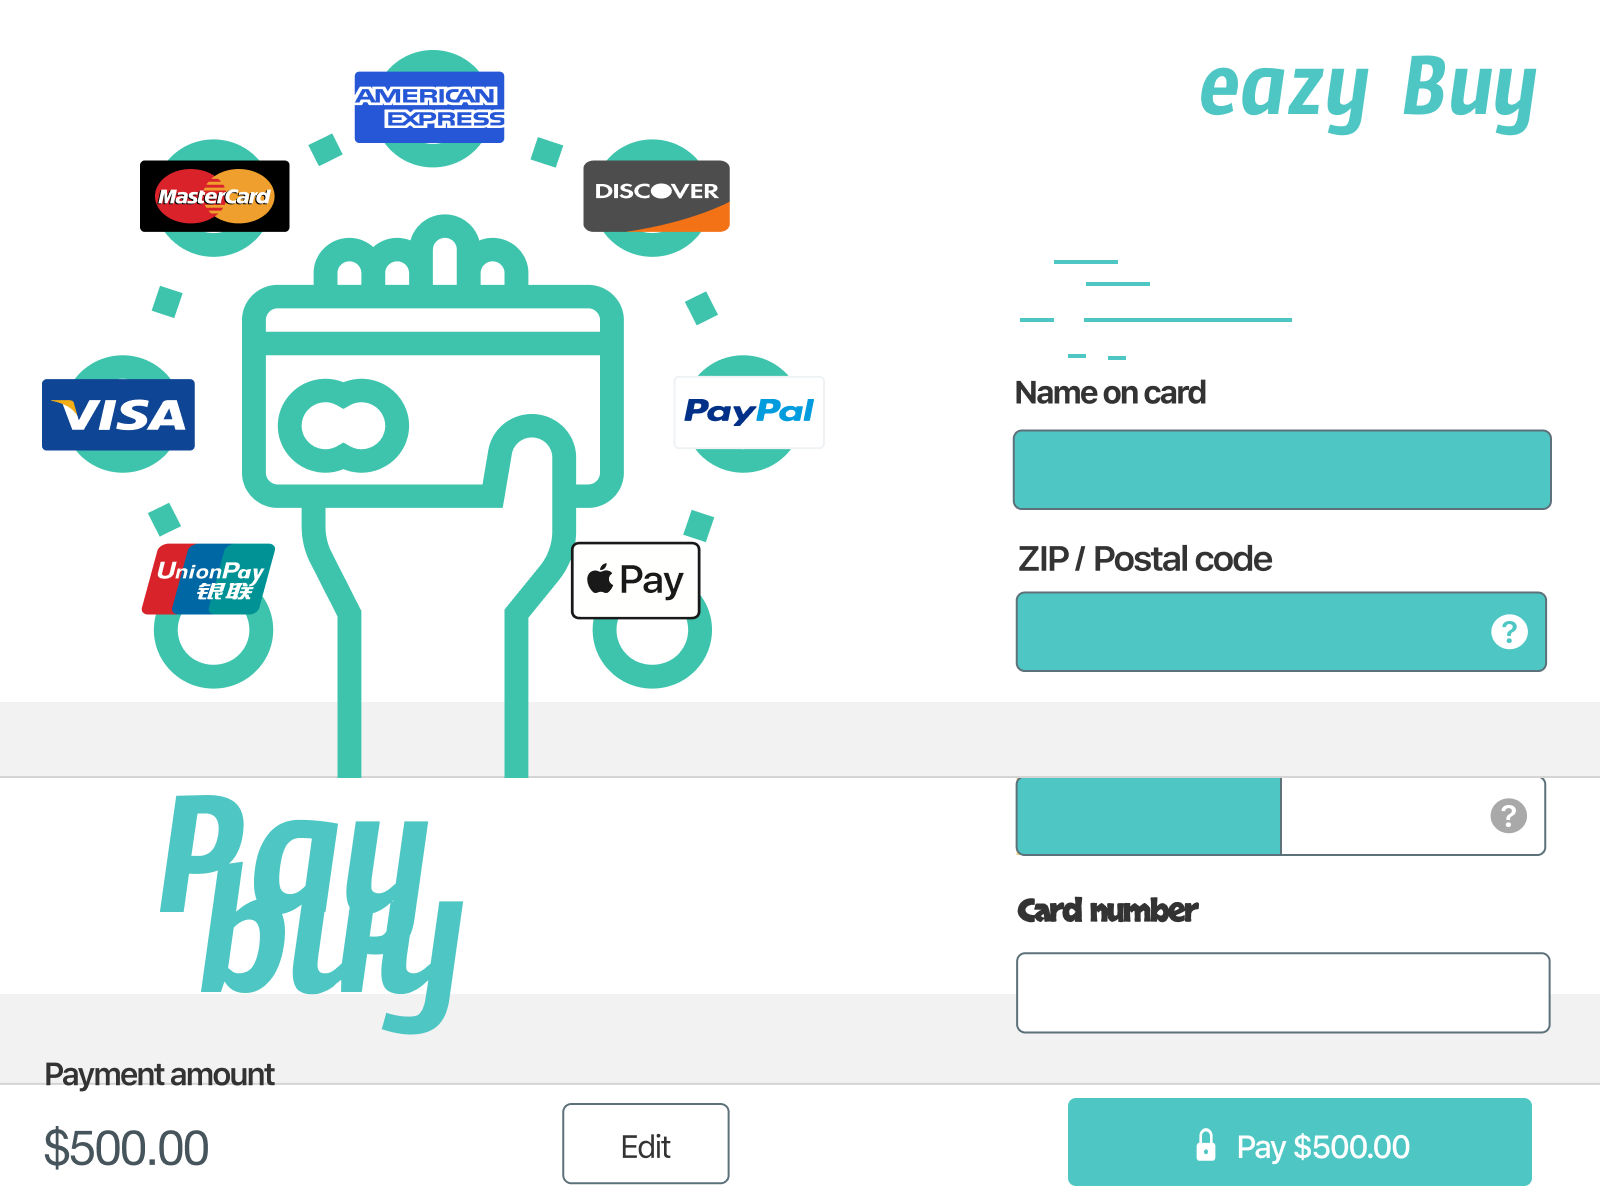 AMERICAN
EXPRESS
eazy Buy
MasterCard
DISCOVER
VISA
PayPal
Name on card
UnionPay
银联
Pay
ZIP / Postal code
?
?
Pay
buy
Card number
Payment amount
$500.00
Edit
Pay $500.00